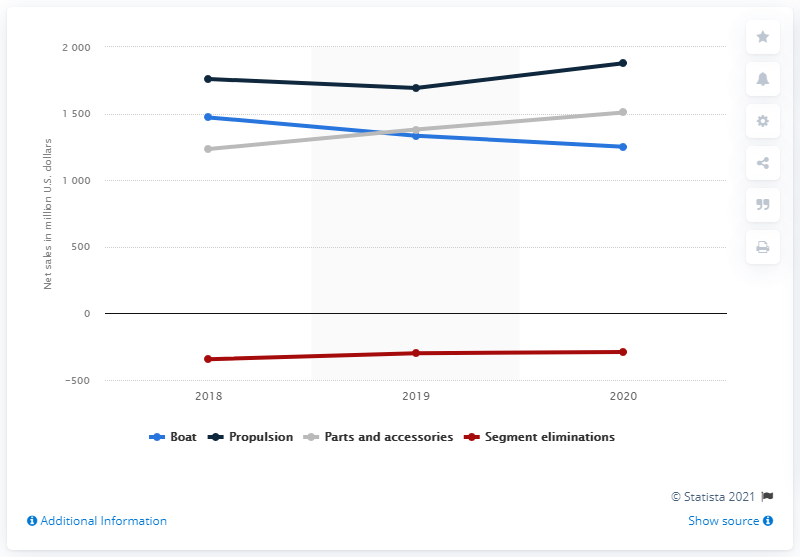 2 000
1 500
1 000
500
0
-500
Net sales in million U.S. dollars
2018 2019 2020
Boat Propulsion Parts and accessories Segment eliminations
© Statista 2021
Additional Information Show source